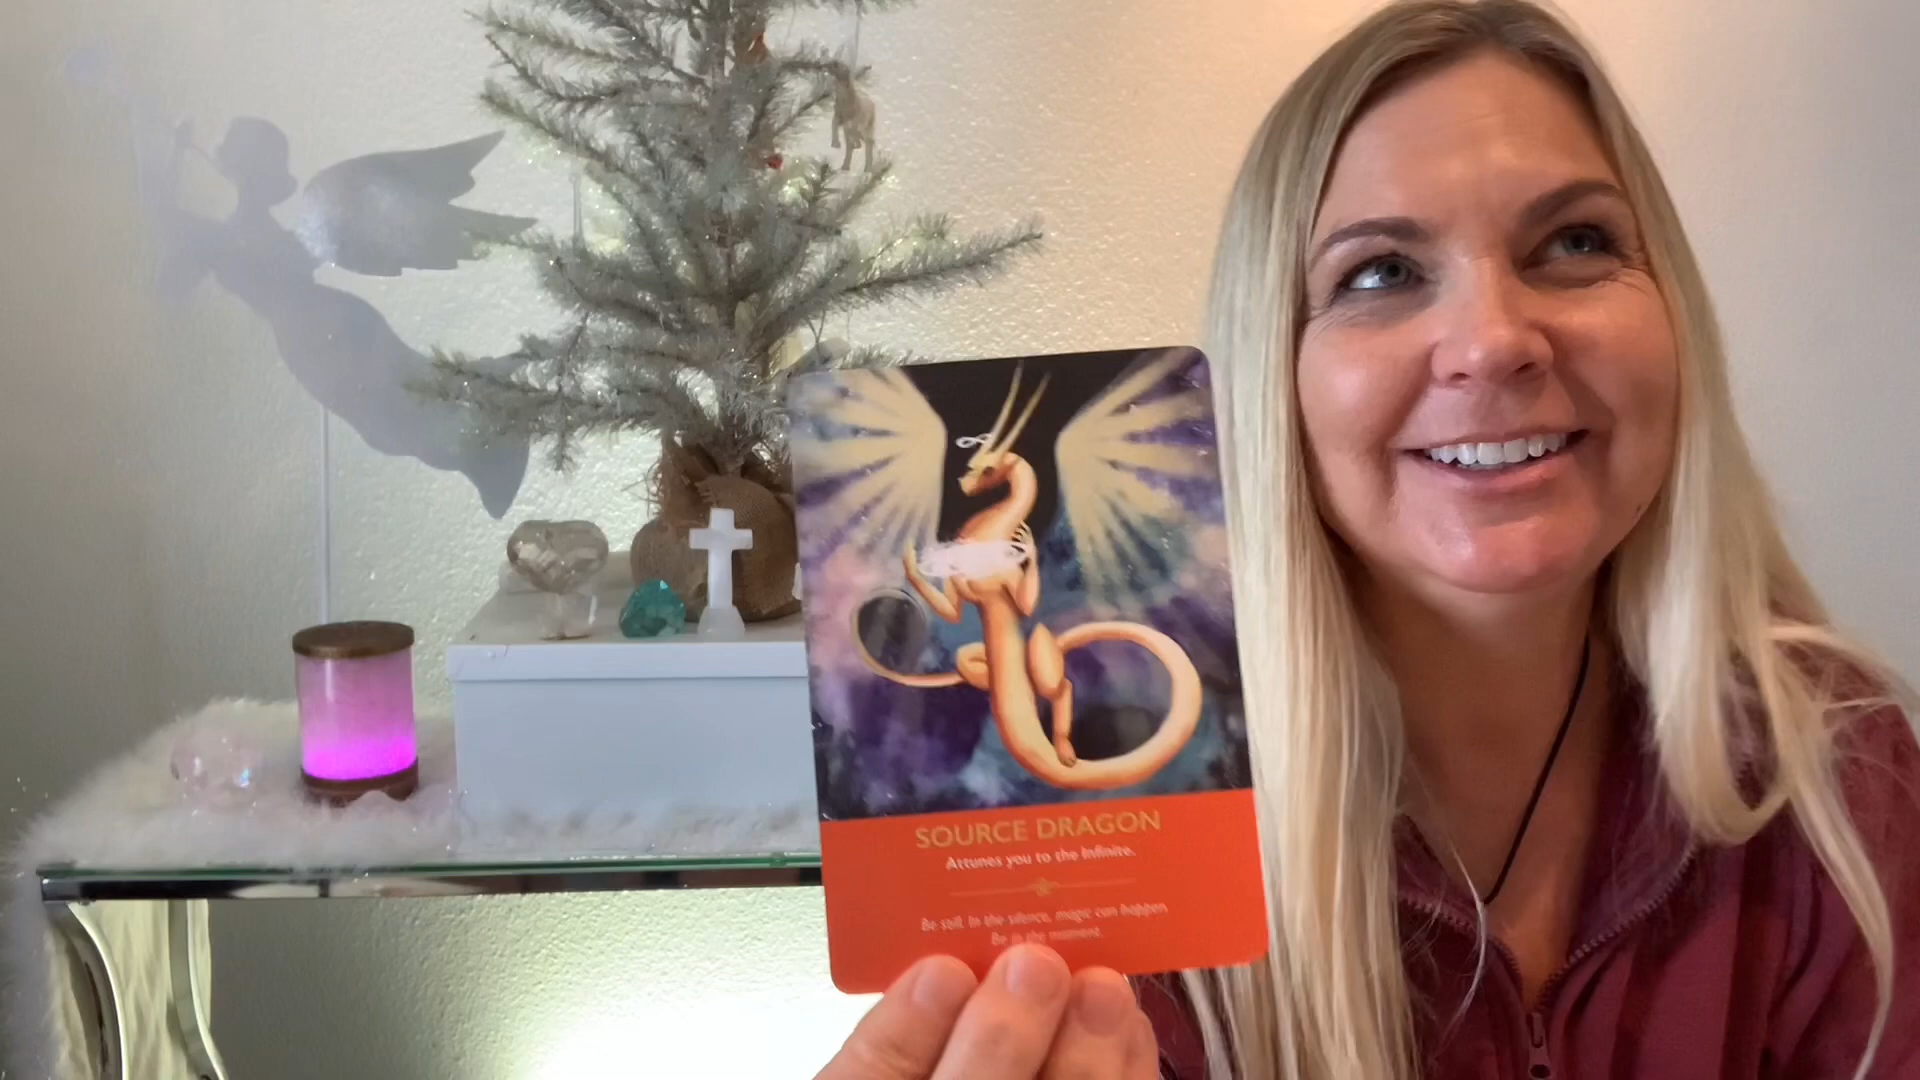 SOURCE DRAGON
Attunes you to the Infinite.
Be still. In the silence, magic can happen
Be in the moment.